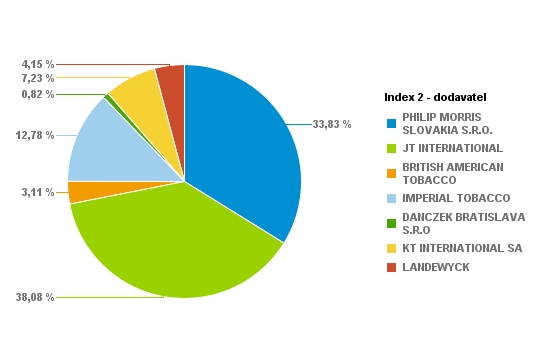 4,15 %
7,23 %
0,82 %
12,78 %
3,11 %
38,08 %
33,83 %
Index 2 - dodavatel
PHILIP MORRIS
SLOVAKIA S.R.O.
JT INTERNATIONAL
BRITISH AMERICAN
TOBACCO
IMPERIAL TOBACCO
DANCZEK BRATISLAVA
S.R.O
KT INTERNATIONAL SA
LANDEWYCK